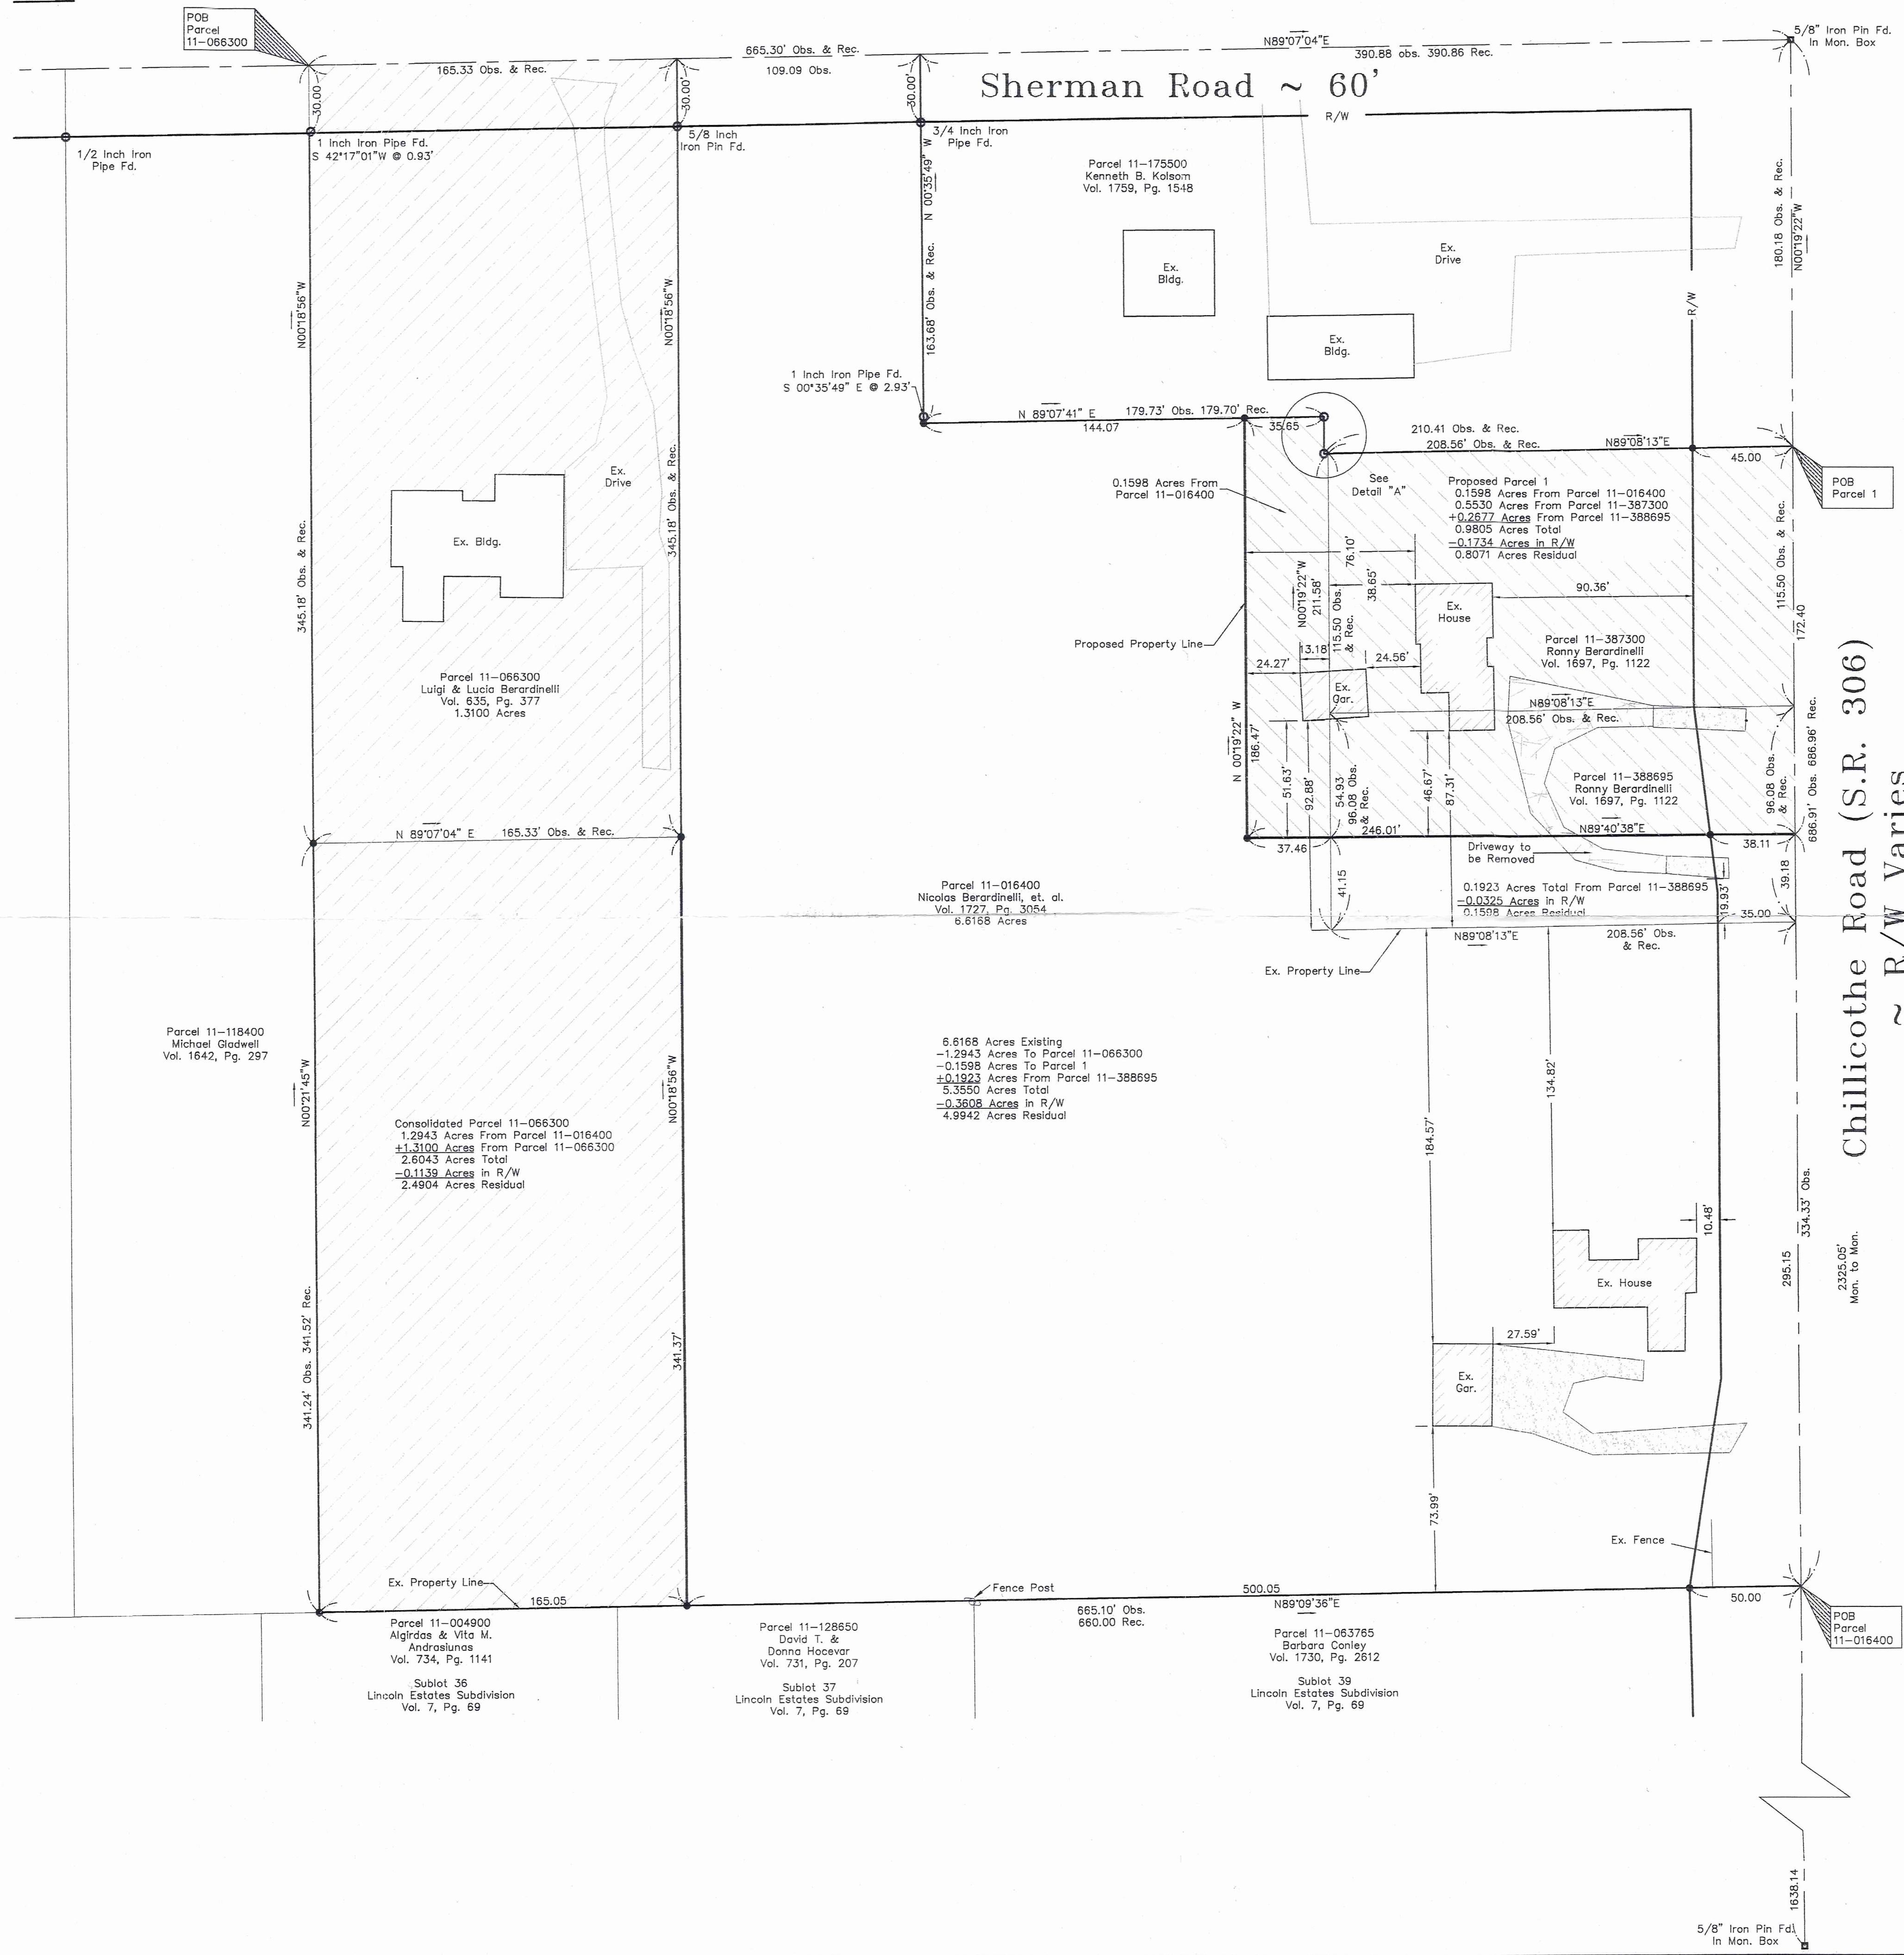 POB
Parcel
11-066300
665.30' Obs. & Rec.
165.33 Obs. & Rec.
109.09 Obs.
N89°07'04"E
390.88 obs. 390.86 Rec.
5/8" Iron Pin Fd.
In Mon. Box
Sherman Road ~ 60'
30.00'
30.00'
30.00'
R/W
1/2 Inch Iron
Pipe Fd.
1 Inch Iron Pipe Fd.
S 42°17'01"W @ 0.93'
5/8 Inch
Iron Pin Fd.
3/4 Inch Iron
Pipe Fd.
Parcel 11-175500
Kenneth B. Kolsom
Vol. 1759, Pg. 1548
N 00°35'49" W
163.68' Obs. & Rec.
180.18 Obs. & Rec.
N00°19'22"W
Ex.
Bldg.
Ex.
Drive
Ex.
Bldg.
R/W
N00°18'56"W
N00°18'56"W
1 Inch Iron Pipe Fd.
S 00°35'49" E @ 2.93'
N 89°07'41" E
179.73' Obs. 179.70' Rec.
144.07
35.65
210.41 Obs. & Rec.
208.56' Obs. & Rec.
N89°08'13"E
45.00
POB
Parcel 1
345.18' Obs. & Rec.
345.18' Obs. & Rec.
Ex.
Drive
Ex. Bldg.
0.1598 Acres From
Parcel 11-016400
See
Detail "A"
Proposed Parcel 1
0.1598 Acres From Parcel 11-016400
0.5530 Acres From Parcel 11-387300
+0.2677 Acres From Parcel 11-388695
0.9805 Acres Total
-0.1734 Acres in R/W
0.8071 Acres Residual
76.10'
38.65'
N00°19'22"W
211.58'
115.50 Obs.
& Rec.
90.36'
115.50 Obs. & Rec.
172.40
Ex.
House
Proposed Property Line
Parcel 11-387300
Ronny Berardinelli
Vol. 1697, Pg. 1122
13.18'
24.27'
24.56'
Ex.
Gar.
N89°08'13"E
208.56' Obs. & Rec.
Parcel 11-066300
Luigi & Lucia Berardinelli
Vol. 635, Pg. 377
1.3100 Acres
N 00°19'22" W
186.47'
51.63'
92.88'
54.93
96.08 Obs.
& Rec.
46.67'
87.31'
Parcel 11-388695
Ronny Berardinelli
Vol. 1697, Pg. 1122
96.08 Obs.
& Rec.
686.91' Obs. 686.96' Rec.
Chillicothe Road (S.R. 306)
~ R/W Varies
N 89°07'04" E
165.33' Obs. & Rec.
37.46
246.01'
N89°40'38"E
38.11
Driveway to
be Removed
41.15
39.18
19.93'
35.00
0.1923 Acres Total From Parcel 11-388695
-0.0325 Acres in R/W
0.1598 Acres Residual
Parcel 11-016400
Nicolas Berardinelli, et. al.
Vol. 1727, Pg. 3054
6.6168 Acres
N89°08'13"E
208.56' Obs.
& Rec.
Ex. Property Line
Parcel 11-118400
Michael Gladwell
Vol. 1642, Pg. 297
N00°21'45"W
N00°18'56"W
6.6168 Acres Existing
-1.2943 Acres To Parcel 11-066300
-0.1598 Acres To Parcel 1
+0.1923 Acres From Parcel 11-388695
5.3550 Acres Total
-0.3608 Acres in R/W
4.9942 Acres Residual
134.82'
184.57'
Consolidated Parcel 11-066300
1.2943 Acres From Parcel 11-016400
+1.3100 Acres From Parcel 11-066300
2.6043 Acres Total
-0.1139 Acres in R/W
2.4904 Acres Residual
10.48'
334.33' Obs.
295.15
2325.05'
Mon. to Mon.
Ex. House
341.24' Obs. 341.52' Rec.
341.37'
27.59'
Ex.
Gar.
73.99'
Ex. Fence
Ex. Property Line
165.05
Fence Post
500.05
N89°09'36"E
665.10' Obs.
660.00 Rec.
50.00
POB
Parcel
11-016400
Parcel 11-004900
Algirdas & Vita M.
Andrasiunas
Vol. 734, Pg. 1141
Sublot 36
Lincoln Estates Subdivision
Vol. 7, Pg. 69
Parcel 11-128650
David T. &
Donna Hocevar
Vol. 731, Pg. 207
Sublot 37
Lincoln Estates Subdivision
Vol. 7, Pg. 69
Parcel 11-063765
Barbara Conley
Vol. 1730, Pg. 2612
Sublot 39
Lincoln Estates Subdivision
Vol. 7, Pg. 69
1638.14
5/8" Iron Pin Fd.
In Mon. Box